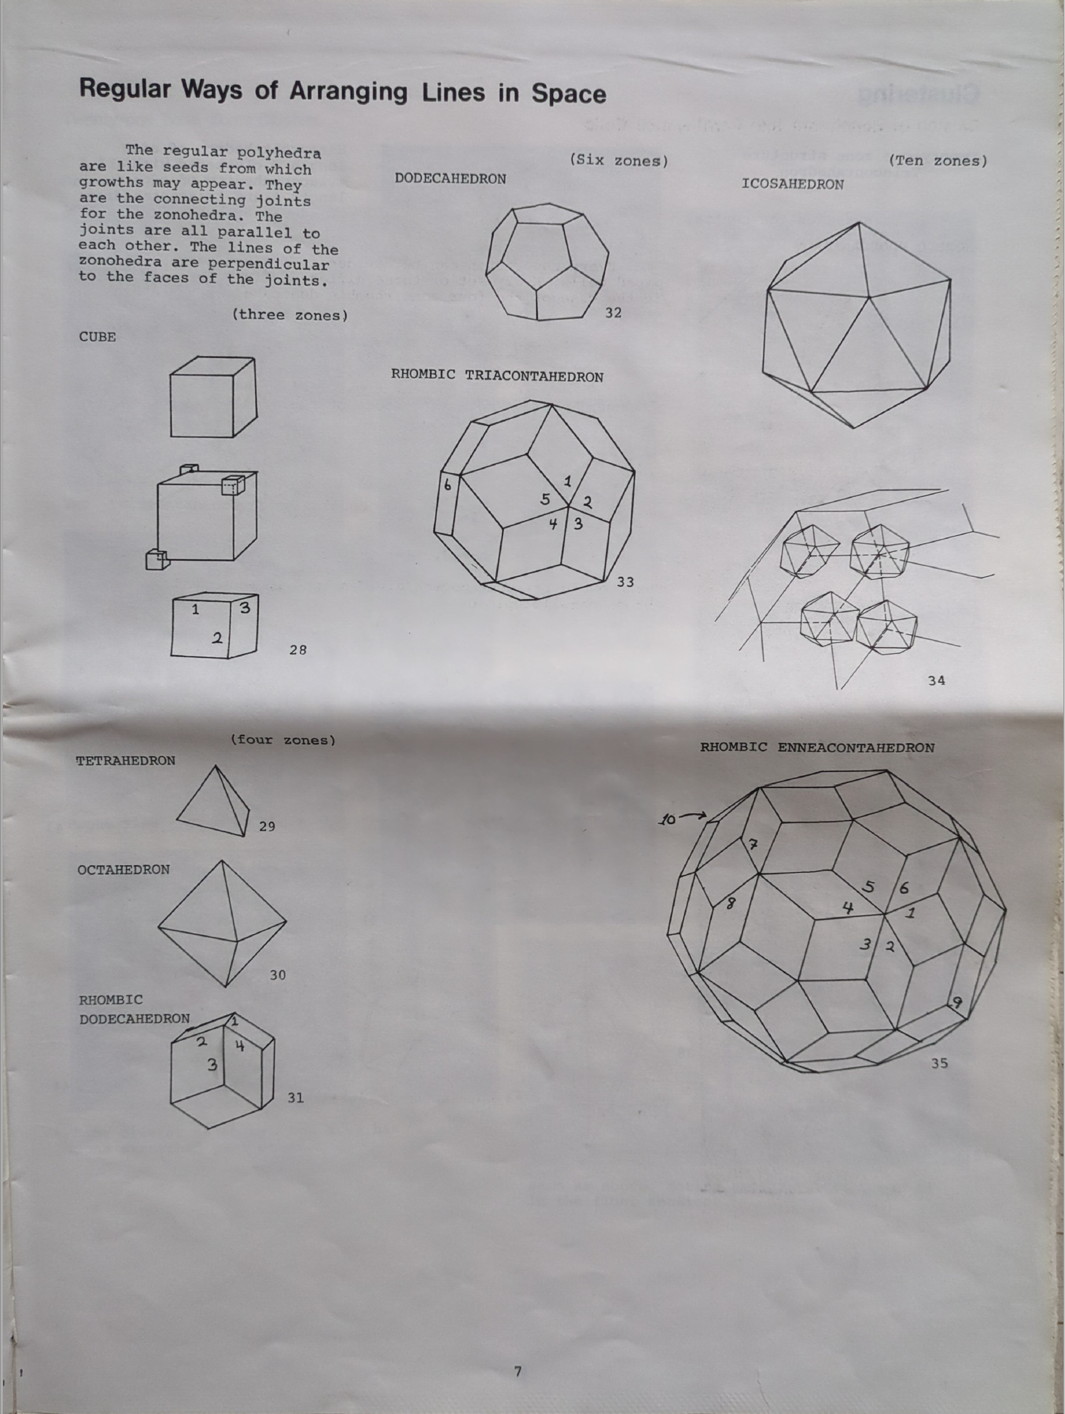 Regular Ways of Arranging Lines in Space
The regular polyhedra
are like seeds from which
growths may appear. They
are the connecting joints
for the zonohedra. The
joints are all parallel to
each other. The lines of the
zonohedra are perpendicular
to the faces of the joints.
(three zones)
CUBE
1 3
2
28
(four zones)
TETRAHEDRON
29
OCTAHEDRON
30
RHOMBIC
DODECAHEDRON
1
2 4
3
31
(Six zones)
DODECAHEDRON
32
RHOMBIC TRIACONTAHEDRON
1
6
5 2
4 3
33
(Ten zones)
ICOSAHEDRON
34
RHOMBIC ENNEACONTAHEDRON
10
7
5 6
8 4 1
3 2
9
35
7